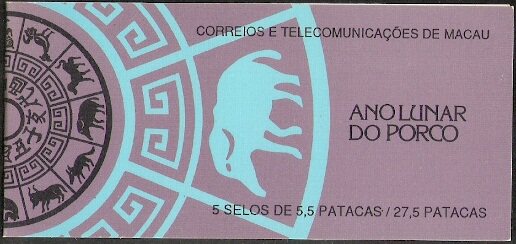 CORREIOS E TELECOMUNICAÇÕES DE MACAU
ANO LUNAR
DO PORCO
5 SELOS DE 5,5 PATACAS / 27,5 PATACAS